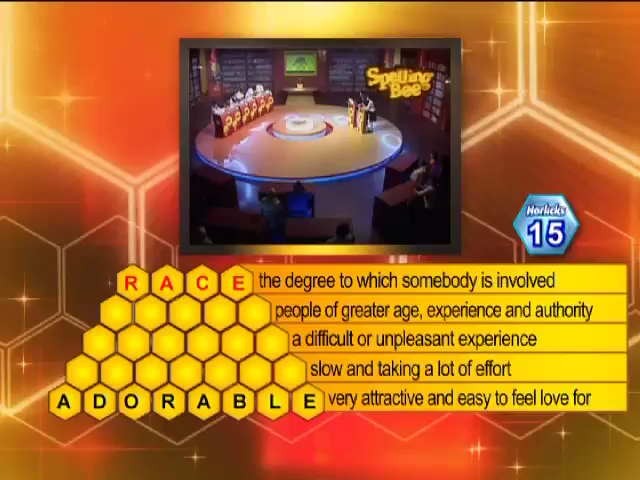 Spelling
Bee
Horlicks
15
RACE the degree to which somebody is involved
people of greater age, experience and authority
a difficult or unpleasant experience
slow and taking a lot of effort
ADORABLE very attractive and easy to feel love for